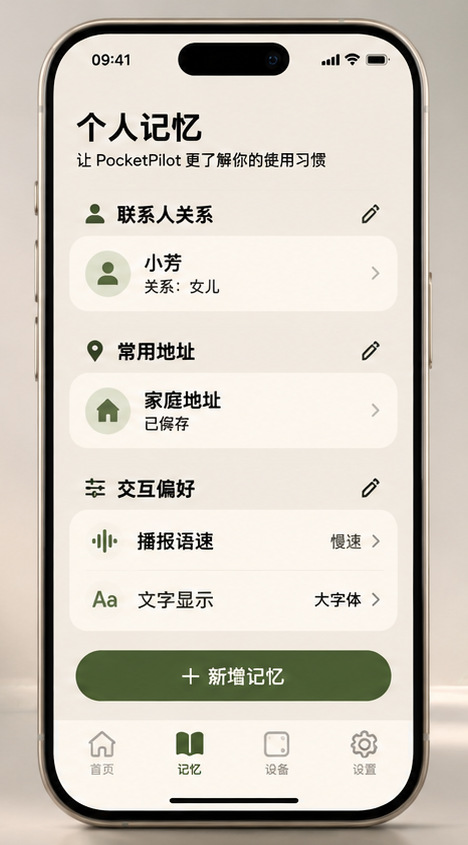 09:41
个人记忆
让 PocketPilot 更了解你的使用习惯
联系人关系
小芳
关系：女儿
常用地址
家庭地址
已保存
交互偏好
播报语速 慢速
Aa 文字显示 大字体
+ 新增记忆
首页 记忆 设备 设置